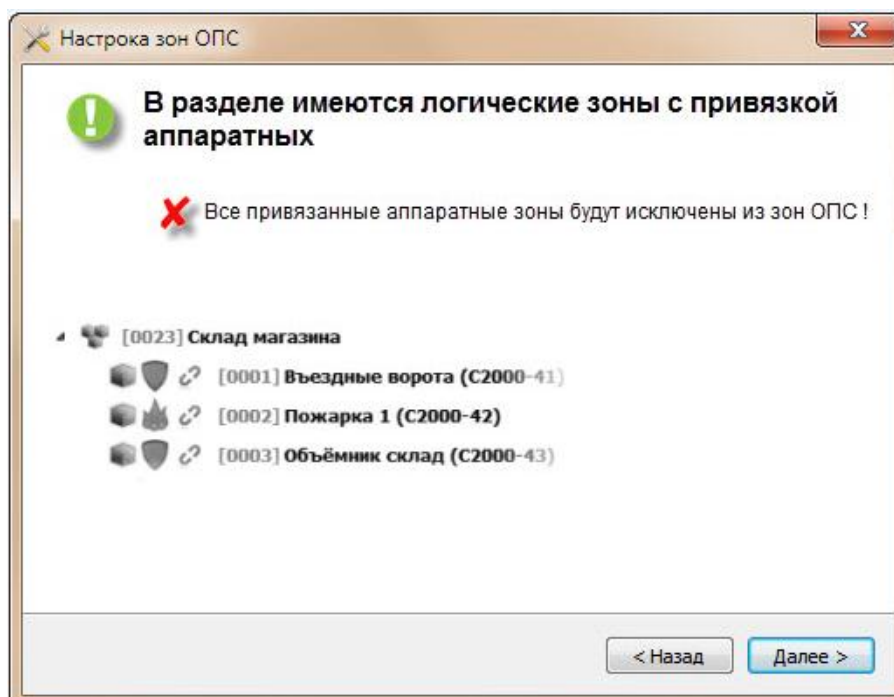 Настрока зон ОПС
В разделе имеются логические зоны с привязкой
аппаратных
Все привязанные аппаратные зоны будут исключены из зон ОПС !
[0023] Склад магазина
[0001] Въездные ворота (С2000-41)
[0002] Пожарка 1 (С2000-42)
[0003] Объёмник склад (С2000-43)
< Назад Далее >